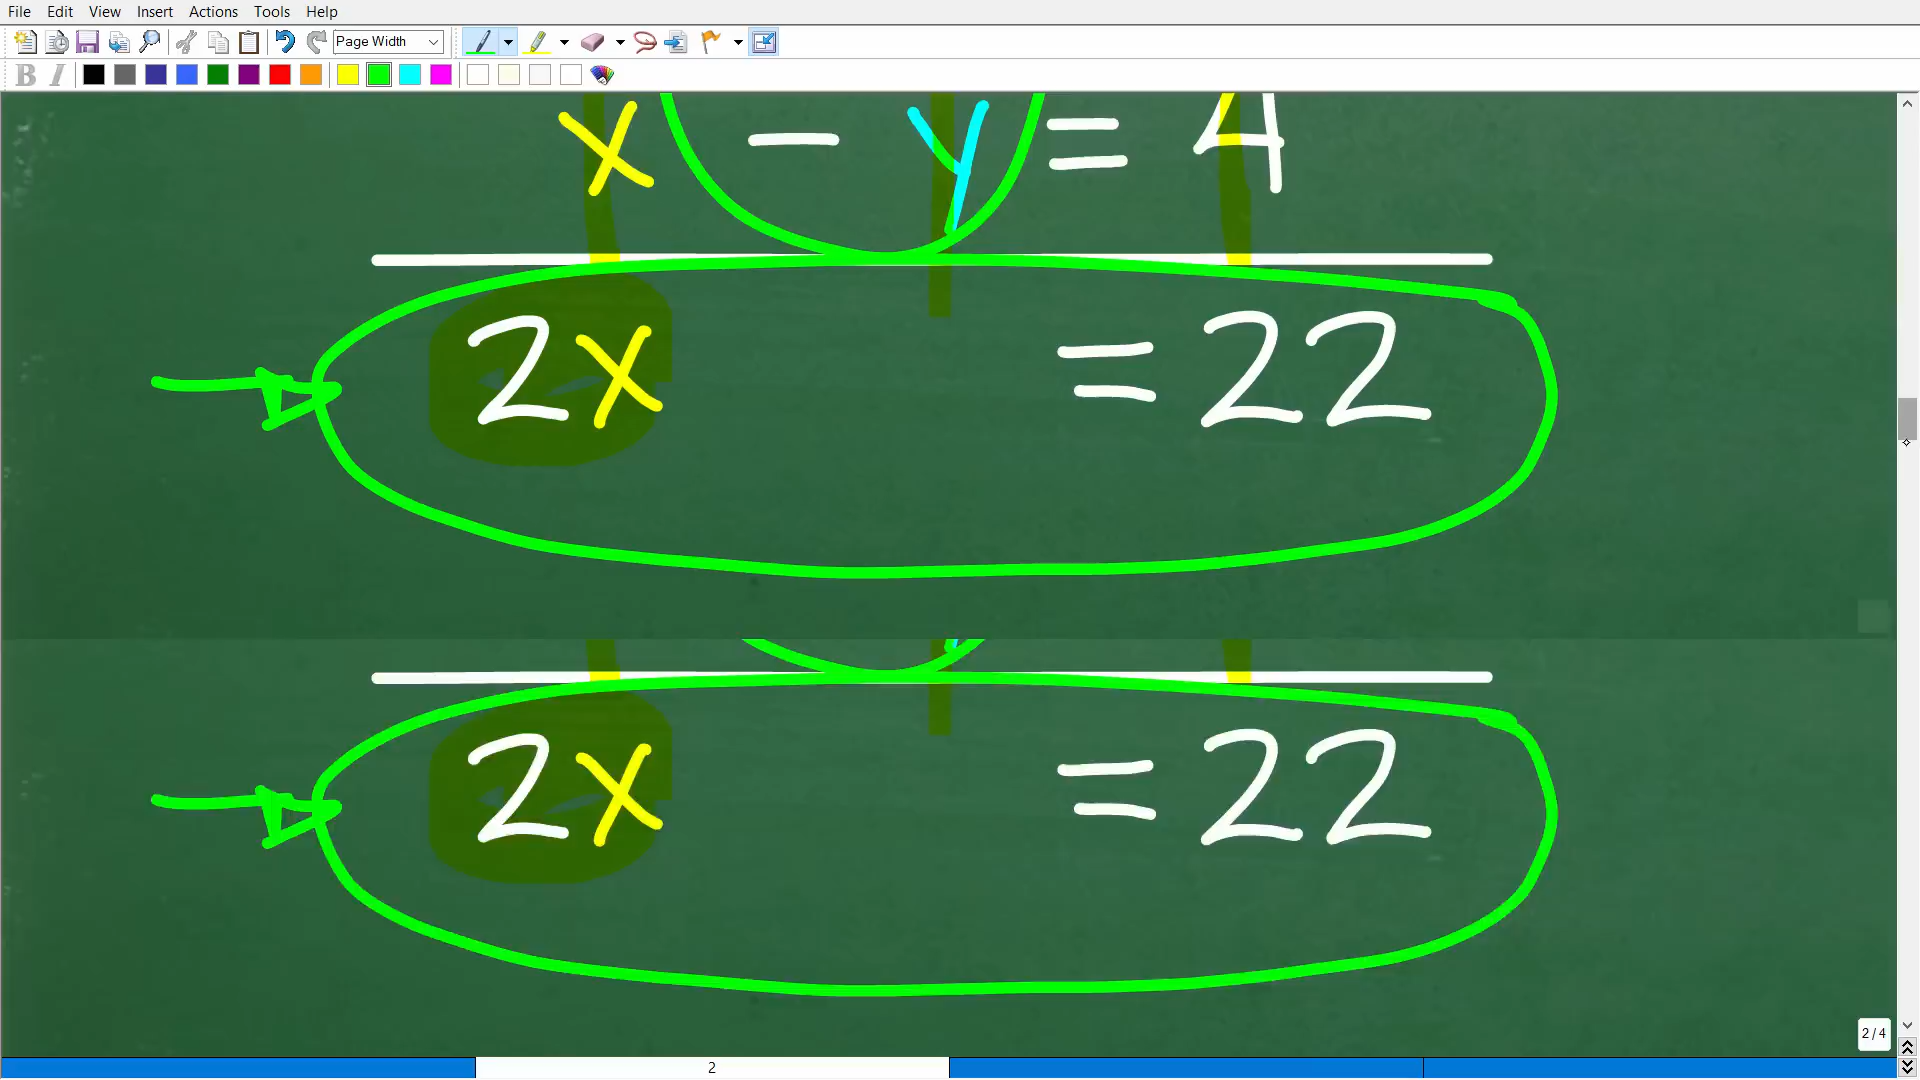 File Edit View Insert Actions Tools Help
Page Width
B I
x - y = 4
2x = 22
2x = 22
2 / 4
2